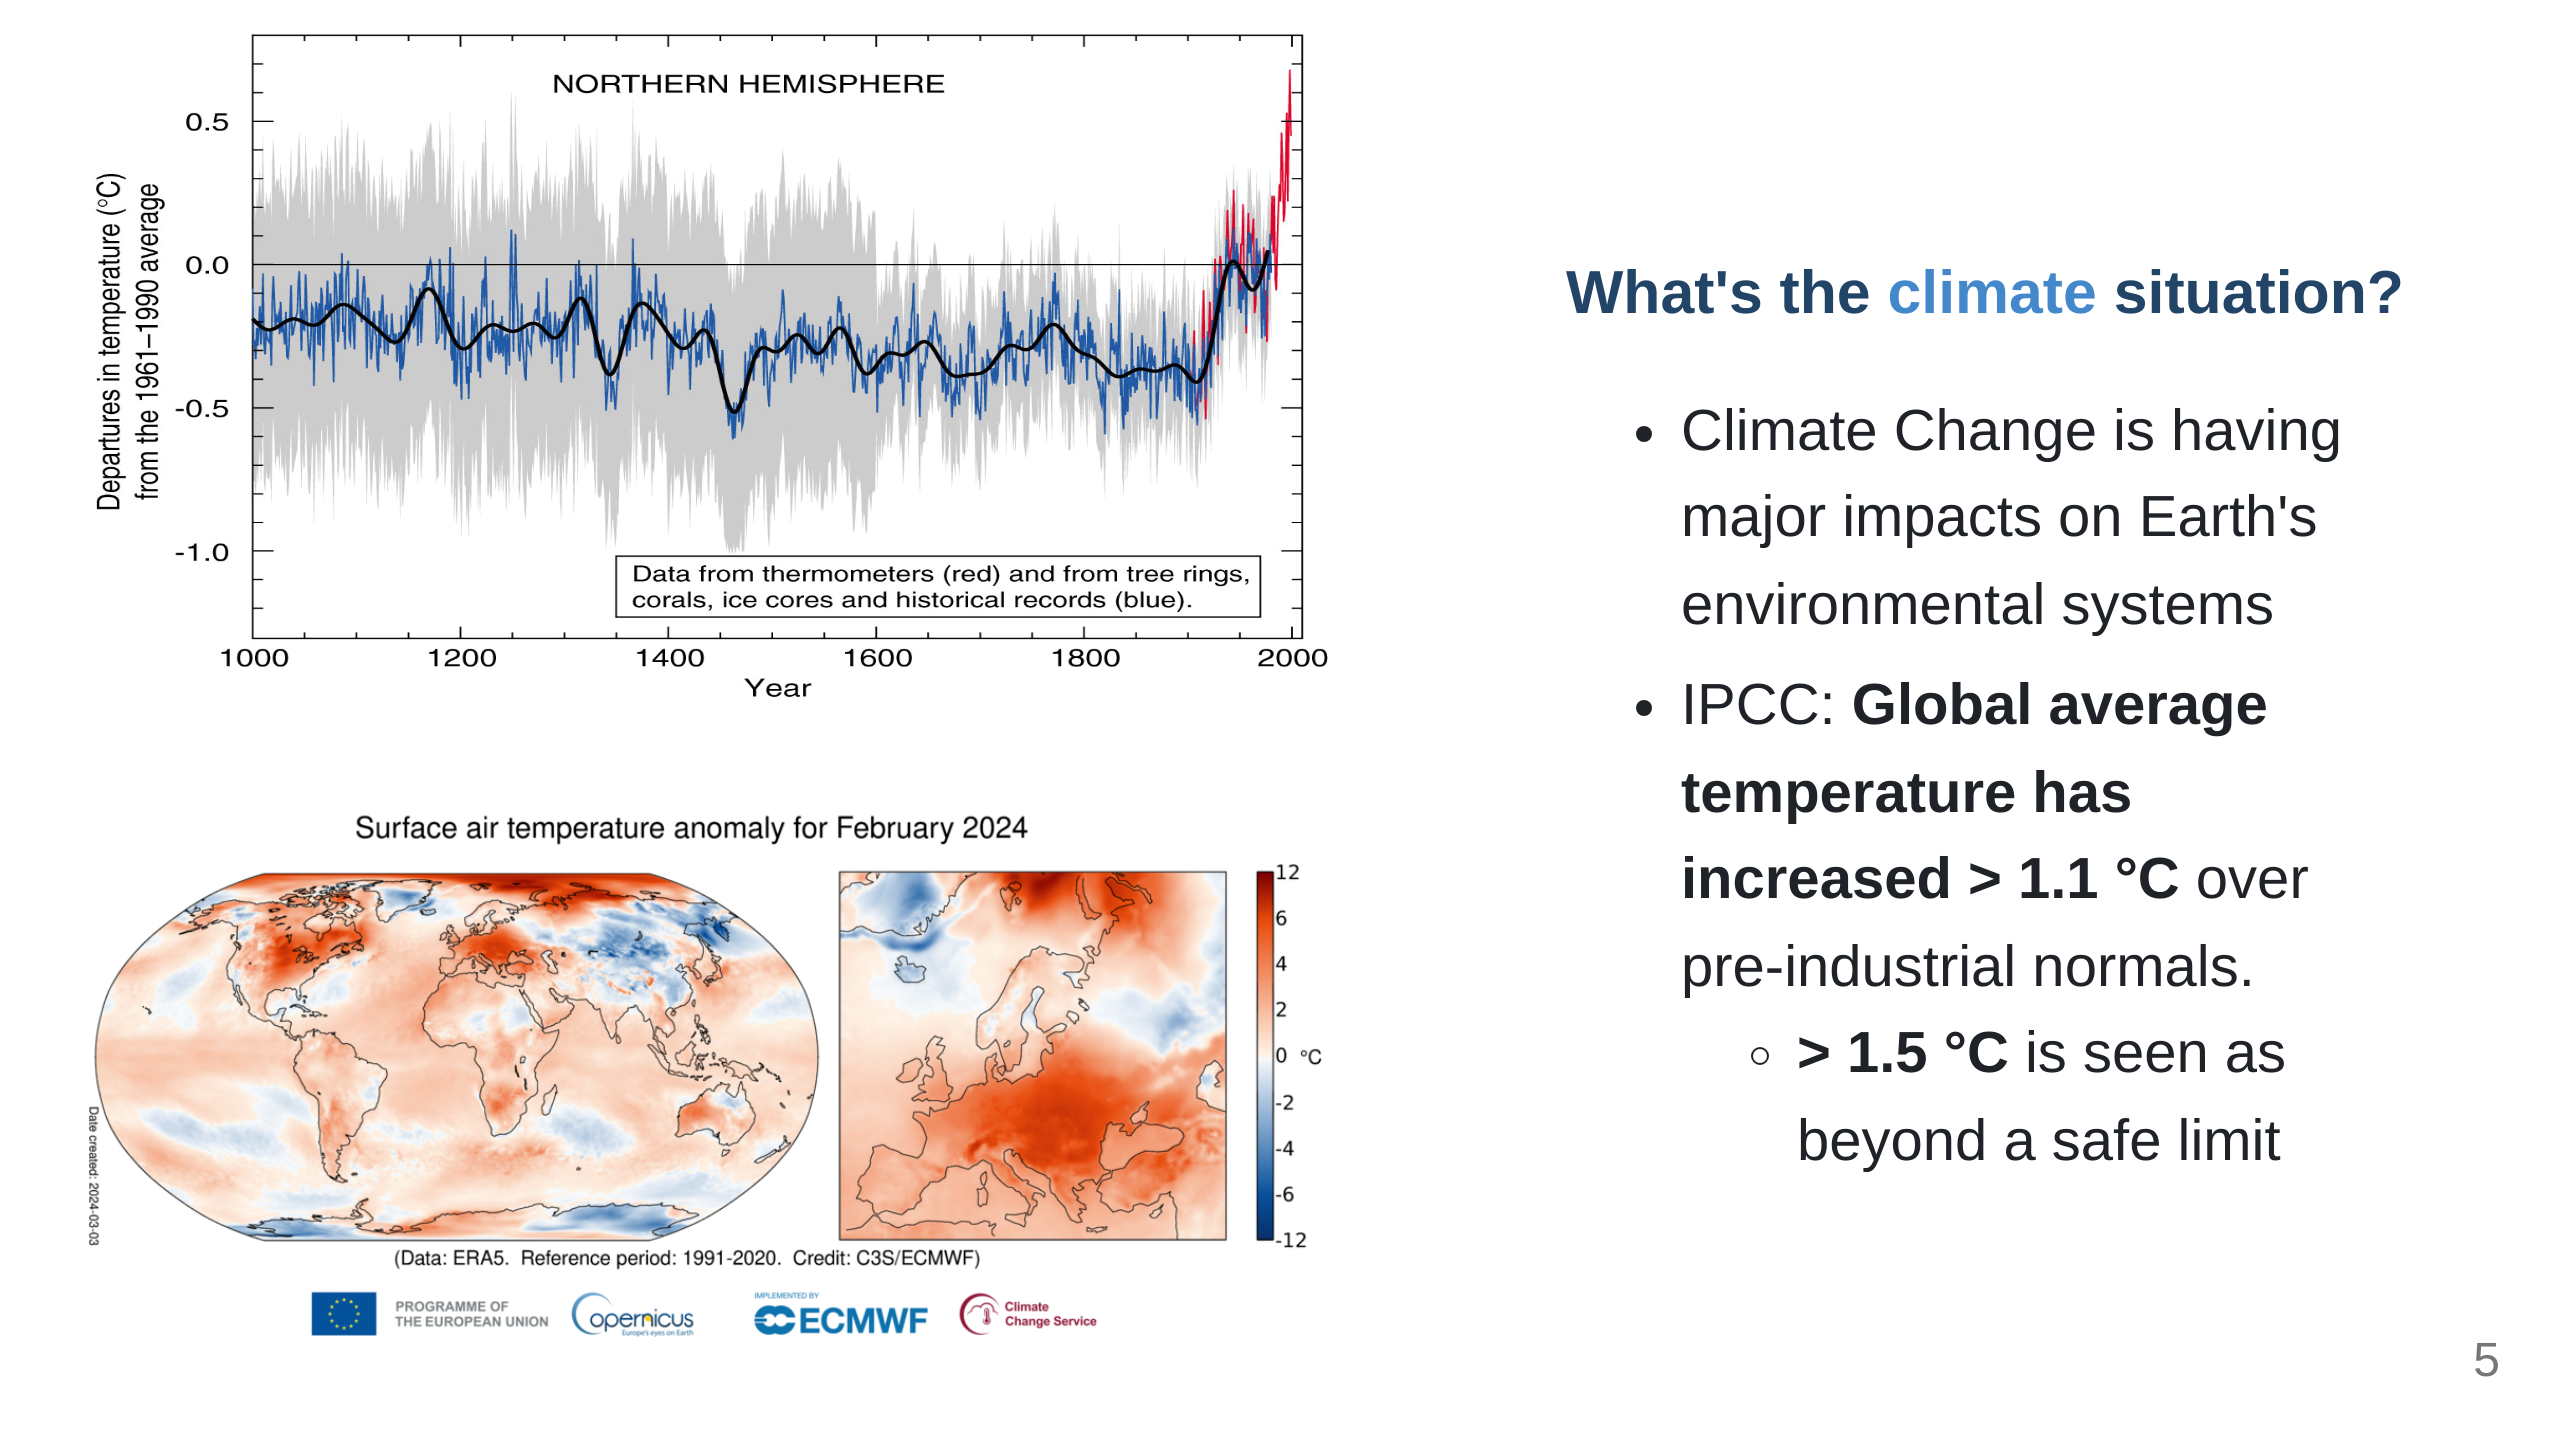 NORTHERN HEMISPHERE
0.5
0.0
-0.5
-1.0
Departures in temperature (°C)
from the 1961–1990 average
Data from thermometers (red) and from tree rings,
corals, ice cores and historical records (blue).
1000 1200 1400 1600 1800 2000
Year
Surface air temperature anomaly for February 2024
12
6
4
2
0 °C
-2
-4
-6
-12
Date created: 2024-03-03
(Data: ERA5. Reference period: 1991-2020. Credit: C3S/ECMWF)
PROGRAMME OF
THE EUROPEAN UNION
opernicus
Europe's eyes on Earth
IMPLEMENTED BY
ECMWF
Climate
Change Service
What's the climate situation?
• Climate Change is having
major impacts on Earth's
environmental systems
• IPCC: Global average
temperature has
increased > 1.1 °C over
pre-industrial normals.
○ > 1.5 °C is seen as
beyond a safe limit
5